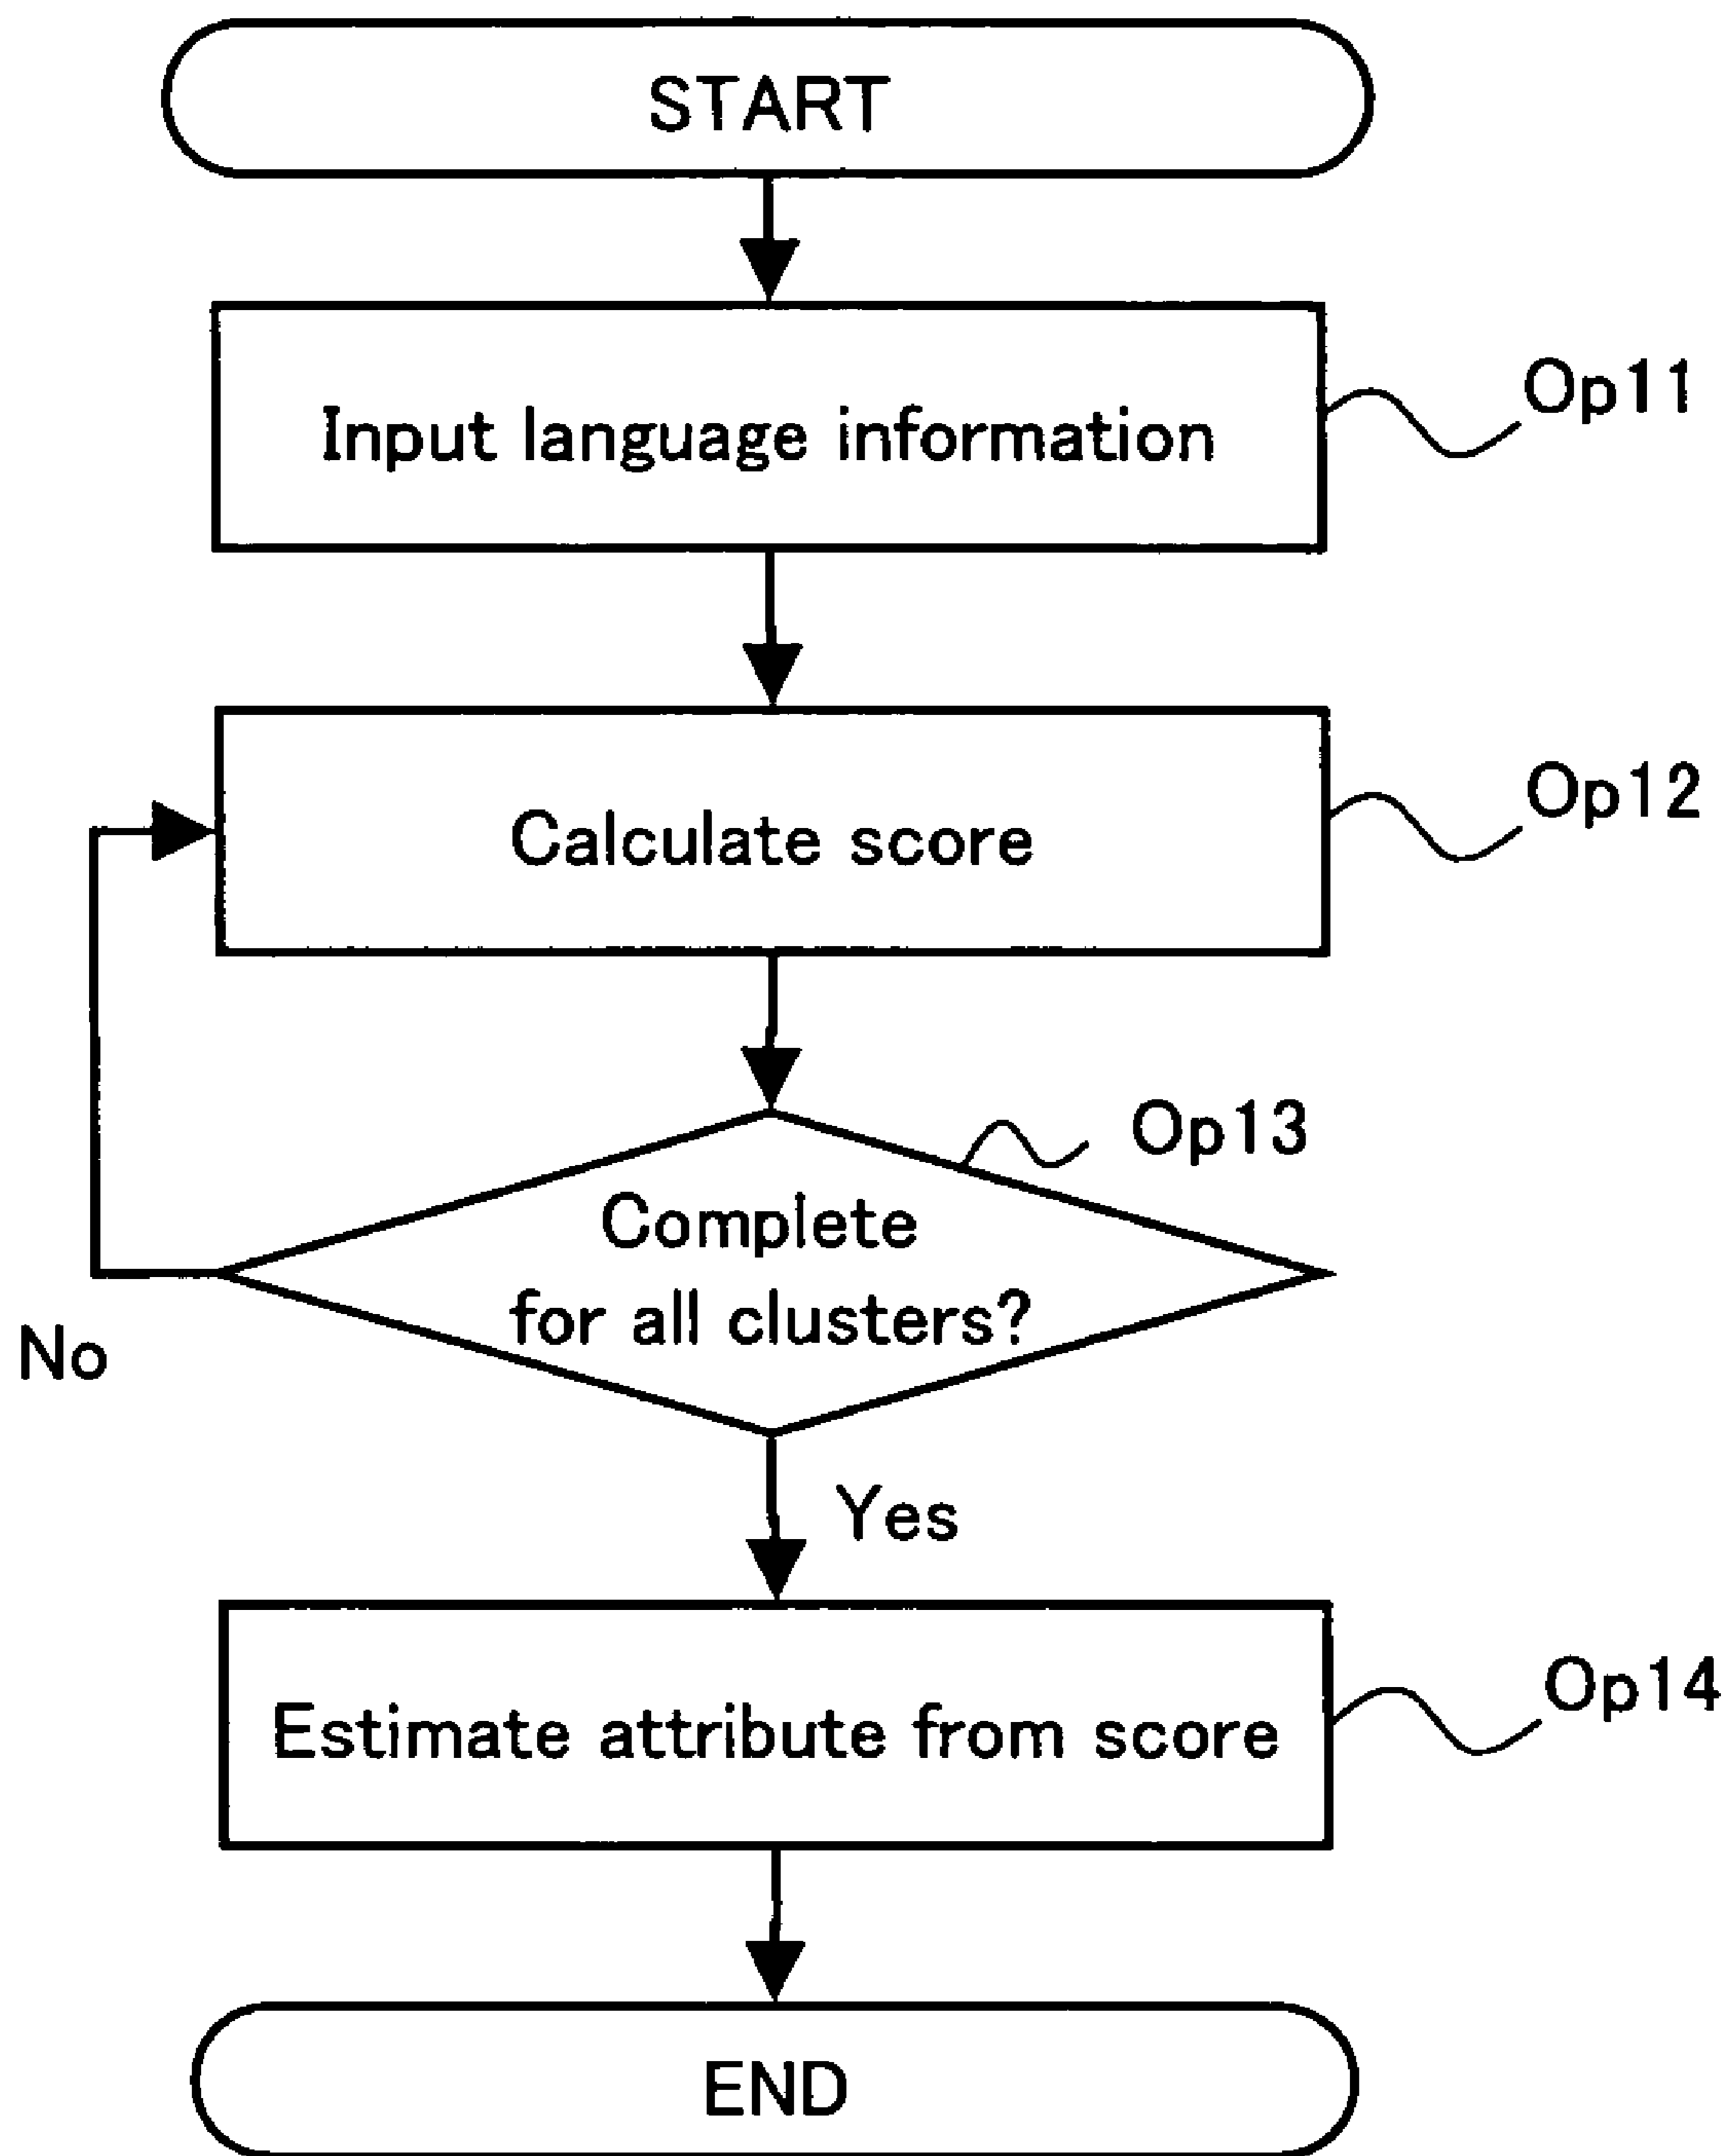 START
Input language information
Op11
Calculate score
Op12
Op13
Complete
for all clusters?
No
Yes
Estimate attribute from score
Op14
END